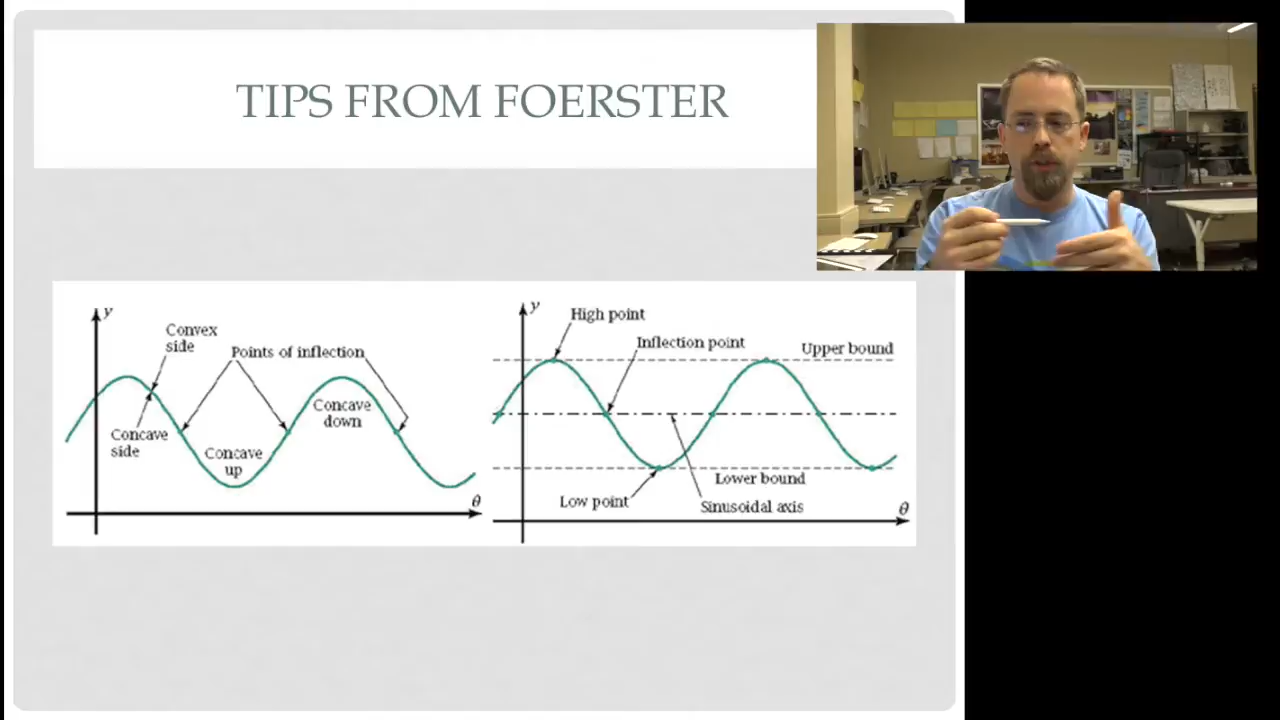 TIPS FROM FOERSTER
y
Convex
side
Points of inflection
Concave
side
Concave
up
Concave
down
θ
y
High point
Inflection point
Upper bound
Low point
Lower bound
Sinusoidal axis
θ